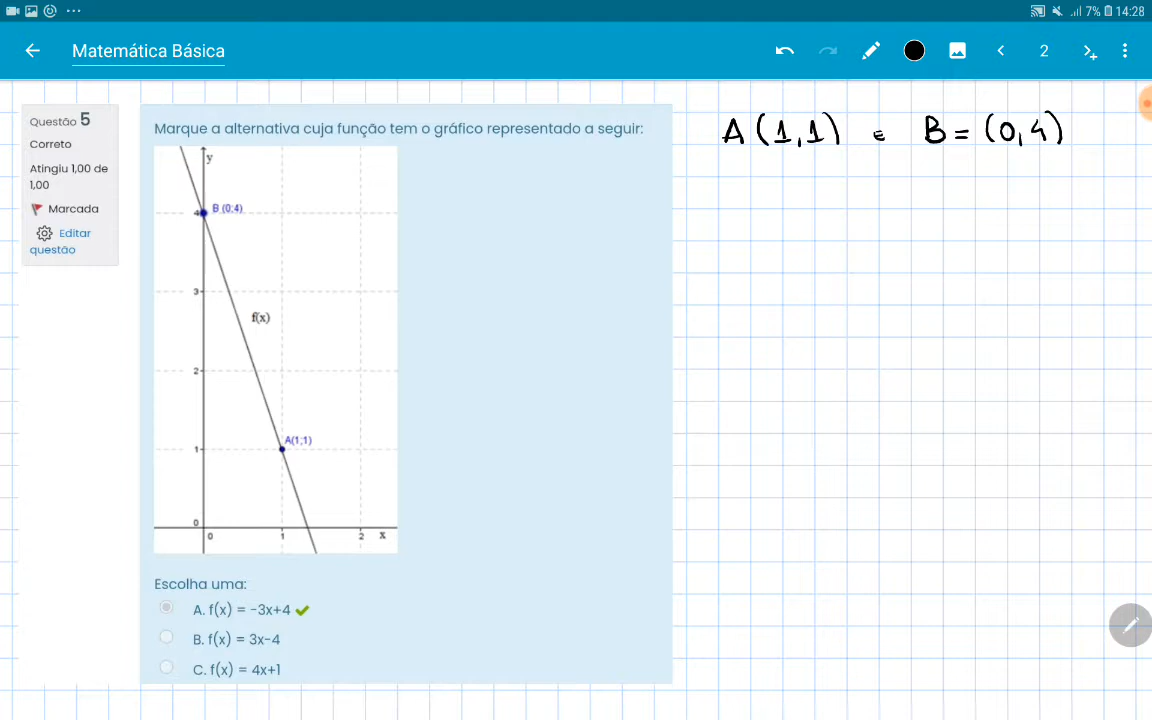 7% 14:28
Matemática Básica
2
Questão 5
Correto
Atingiu 1,00 de
1,00
Marcada
Editar
questão
Marque a alternativa cuja função tem o gráfico representado a seguir:
y
4
B (0;4)
3
f(x)
2
1
A(1;1)
0
0
1
2
x
Escolha uma:
A. f(x) = -3x+4
B. f(x) = 3x-4
C. f(x) = 4x+1
A (1,1) e B = (0,4)